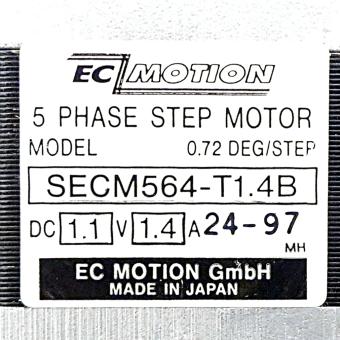 EC MOTION
5 PHASE STEP MOTOR
MODEL 0.72 DEG/STEP
SECM564-T1.4B
DC 1.1 V 1.4 A 24-97
MH
EC MOTION GmbH
MADE IN JAPAN